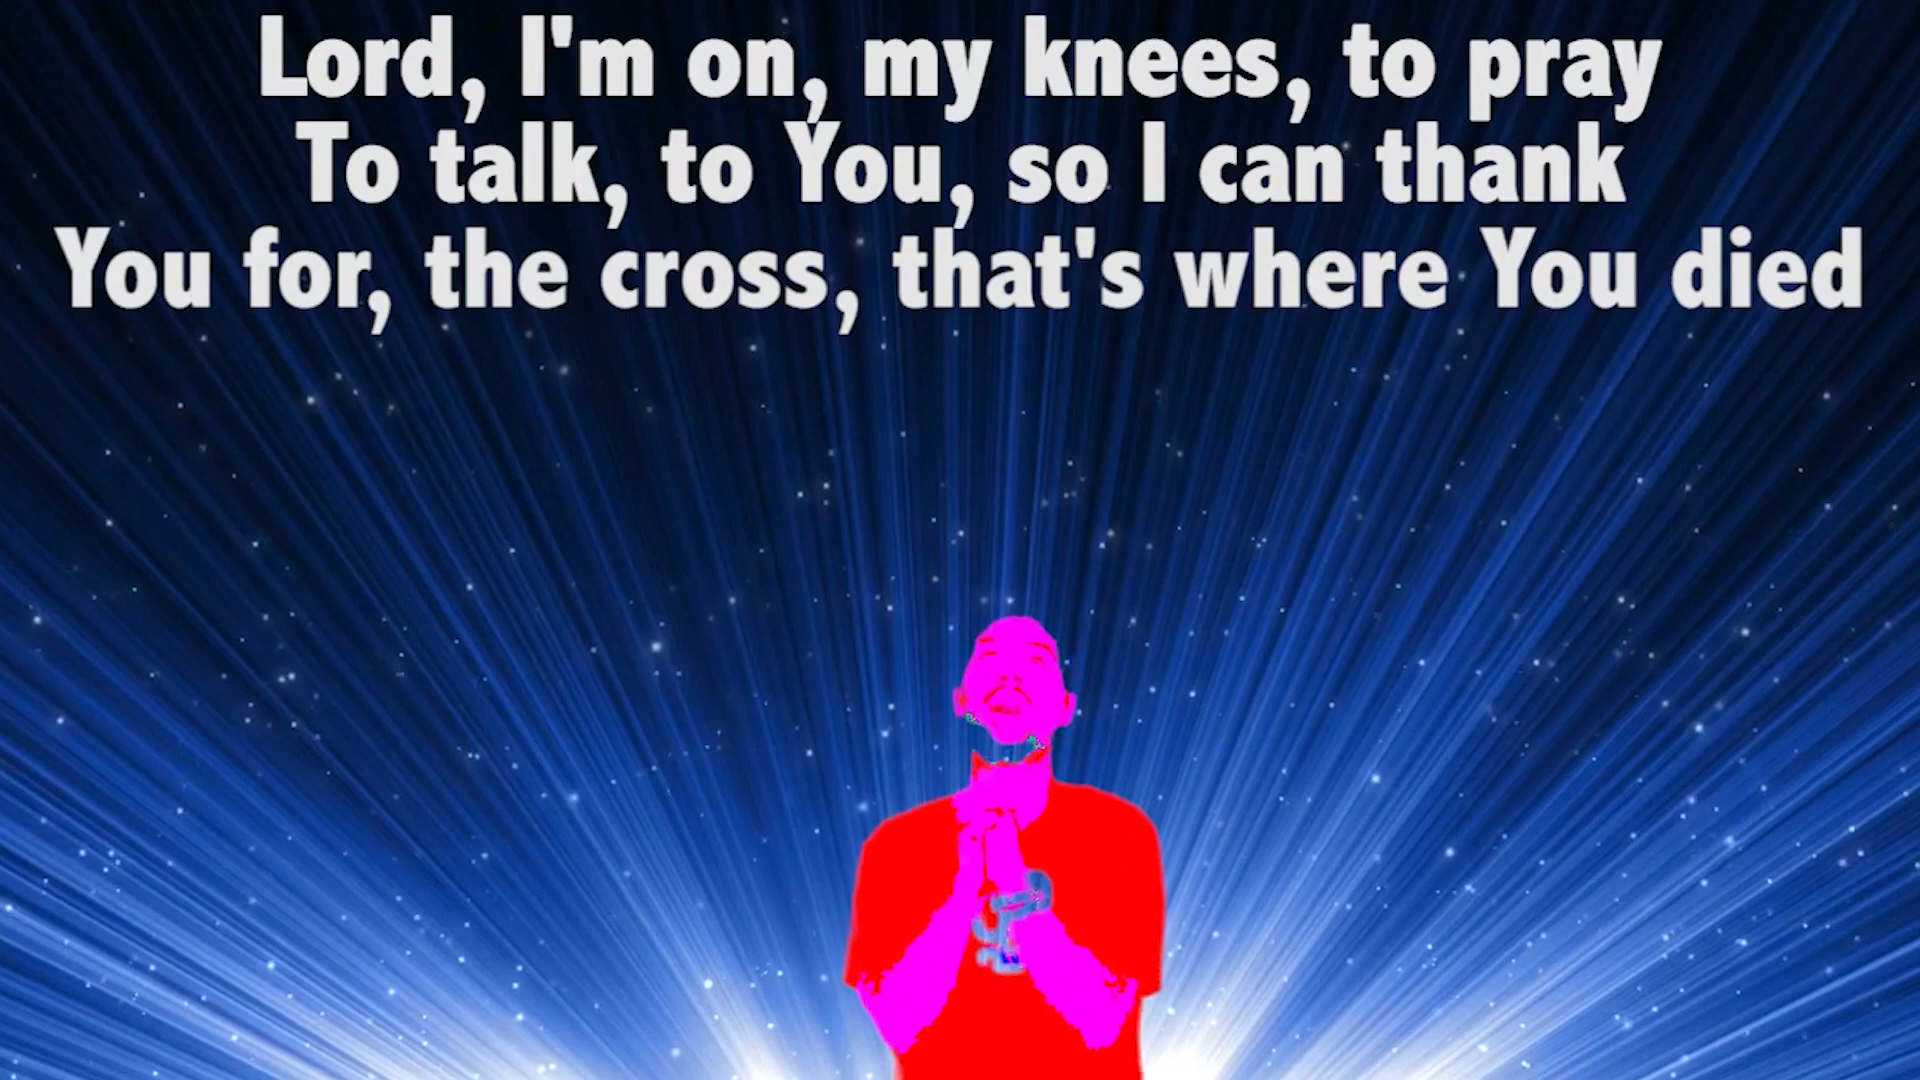 Lord, I'm on, my knees, to pray
To talk, to You, so I can thank
You for, the cross, that's where You died